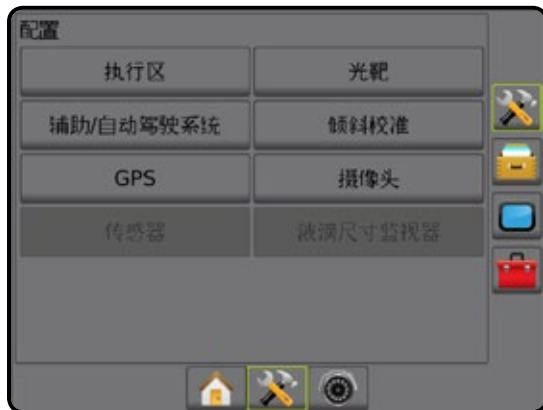 配置
执行区
光靶
辅助/自动驾驶系统
倾斜校准
GPS
摄像头
传感器
液滴尺寸监视器